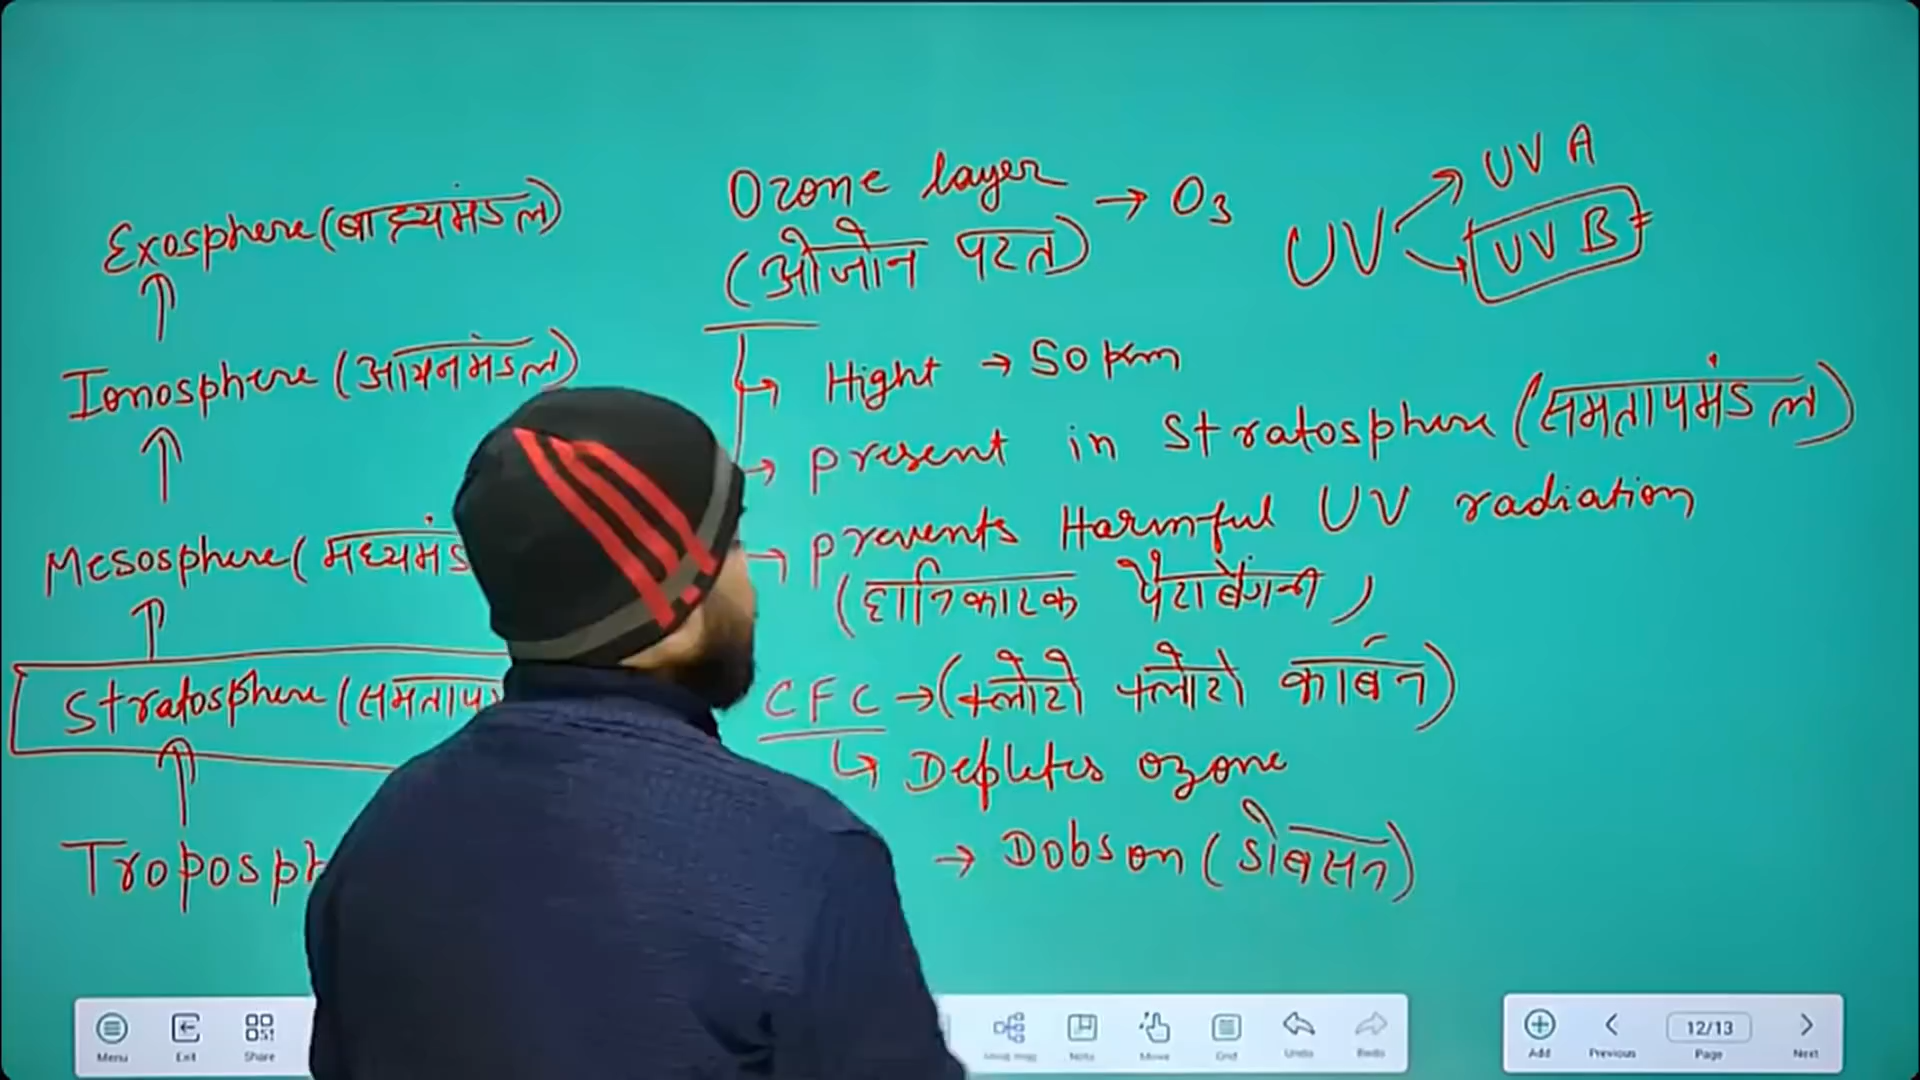 Exosphere (बाह्यमंडल)
Ionosphere (आयनमंडल)
Mesosphere (मध्यमं
Stratosphere (समताप
Troposph
Ozone layer → O3
(ओजोन परत)
→ Hight → 50 km
→ present in Stratosphere (समतापमंडल)
→ prevents Harmful UV radiation
(हानिकारक पैराबैंगनी)
CFC → (क्लोरो फ्लोरो कार्बन)
↳ Depletes ozone
→ Dobson (डोबसन)
UV
UV A
UV B
Menu
Exit
Share
Note
Move
Grid
Undo
Redo
Add
Previous
12/13
Page
Next